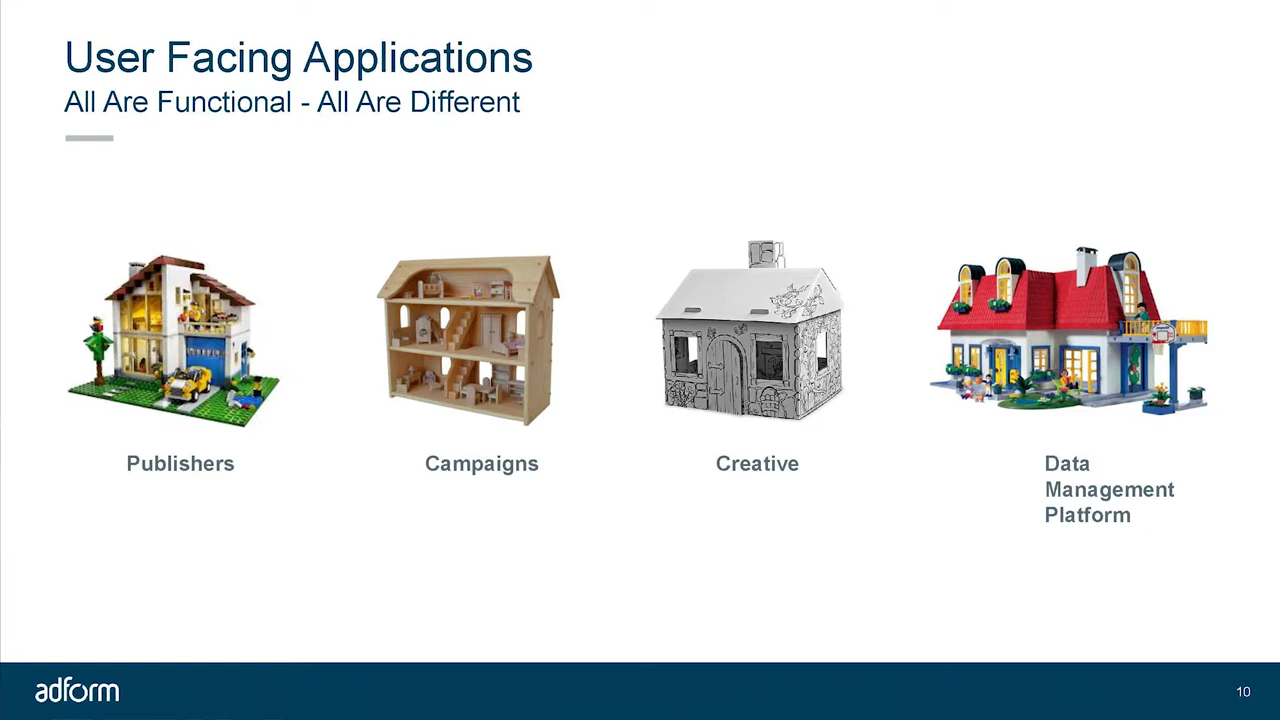 User Facing Applications
All Are Functional - All Are Different
Publishers
Campaigns
Creative
Data
Management
Platform
adform
10